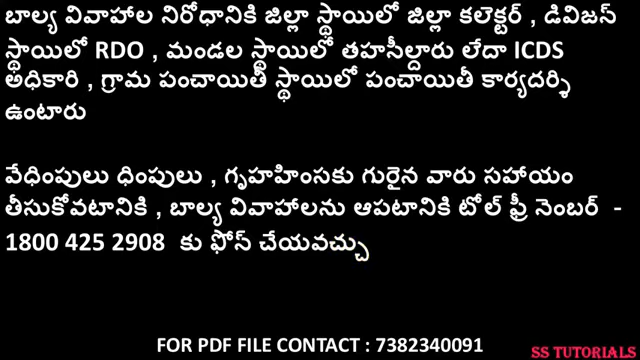 బాల్య వివాహాల నిరోధానికి జిల్లా స్థాయిలో జిల్లా కలెక్టర్ , డివిజన్
స్థాయిలో RDO , మండల స్థాయిలో తహసీల్దారు లేదా ICDS
అధికారి , గ్రామ పంచాయితీ స్థాయిలో పంచాయితీ కార్యదర్శి
ఉంటారు
వేధింపులు ధింపులు , గృహహింసకు గురైన వారు సహాయం
తీసుకోవటానికి , బాల్య వివాహాలను ఆపటానికి టోల్ ఫ్రీ నెంబర్ -
1800 425 2908 కు ఫోన్ చేయవచ్చు
FOR PDF FILE CONTACT : 7382340091
SS TUTORIALS